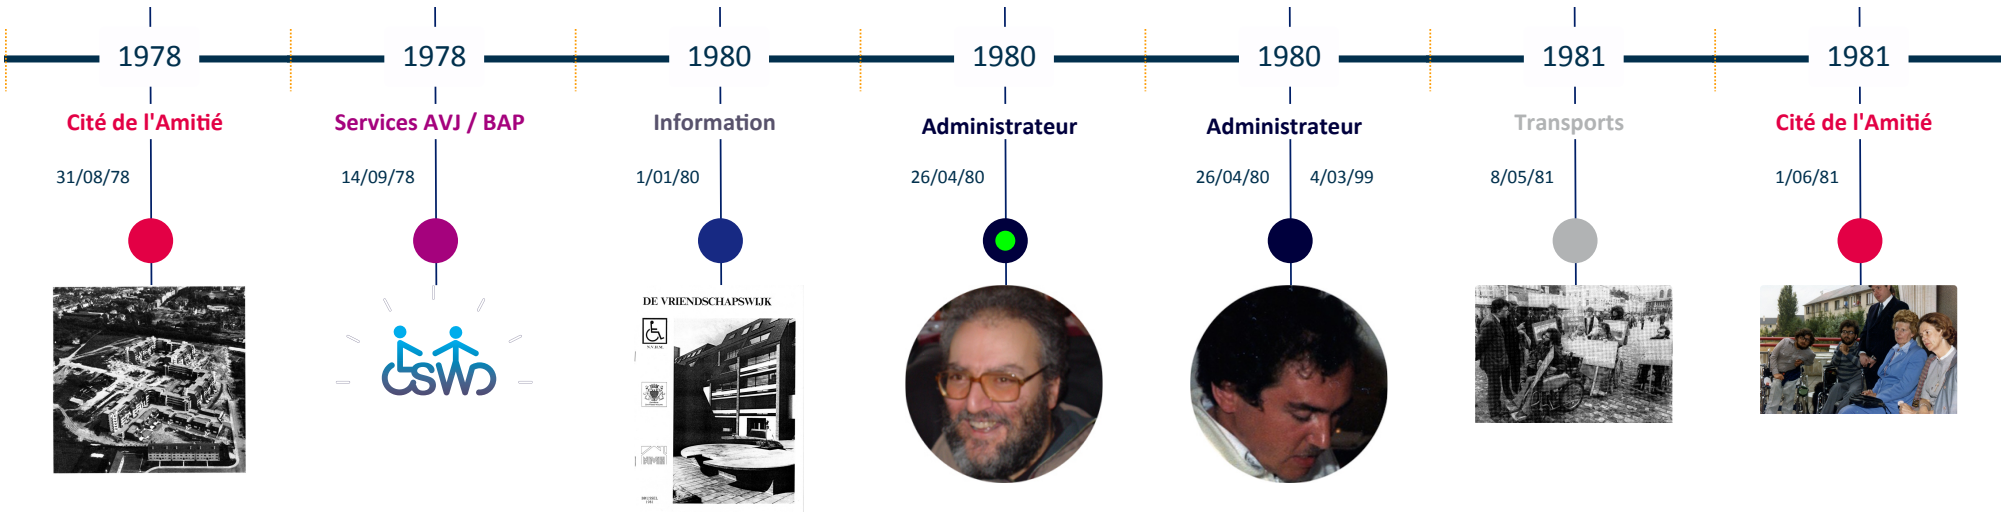 1978
1978
1980
1980
1980
1981
1981
Cité de l'Amitié
Services AVJ / BAP
Information
Administrateur
Administrateur
Transports
Cité de l'Amitié
31/08/78
14/09/78
1/01/80
26/04/80
26/04/80
4/03/99
8/05/81
1/06/81
DE VRIENDSCHAPSWIJK
CSWD